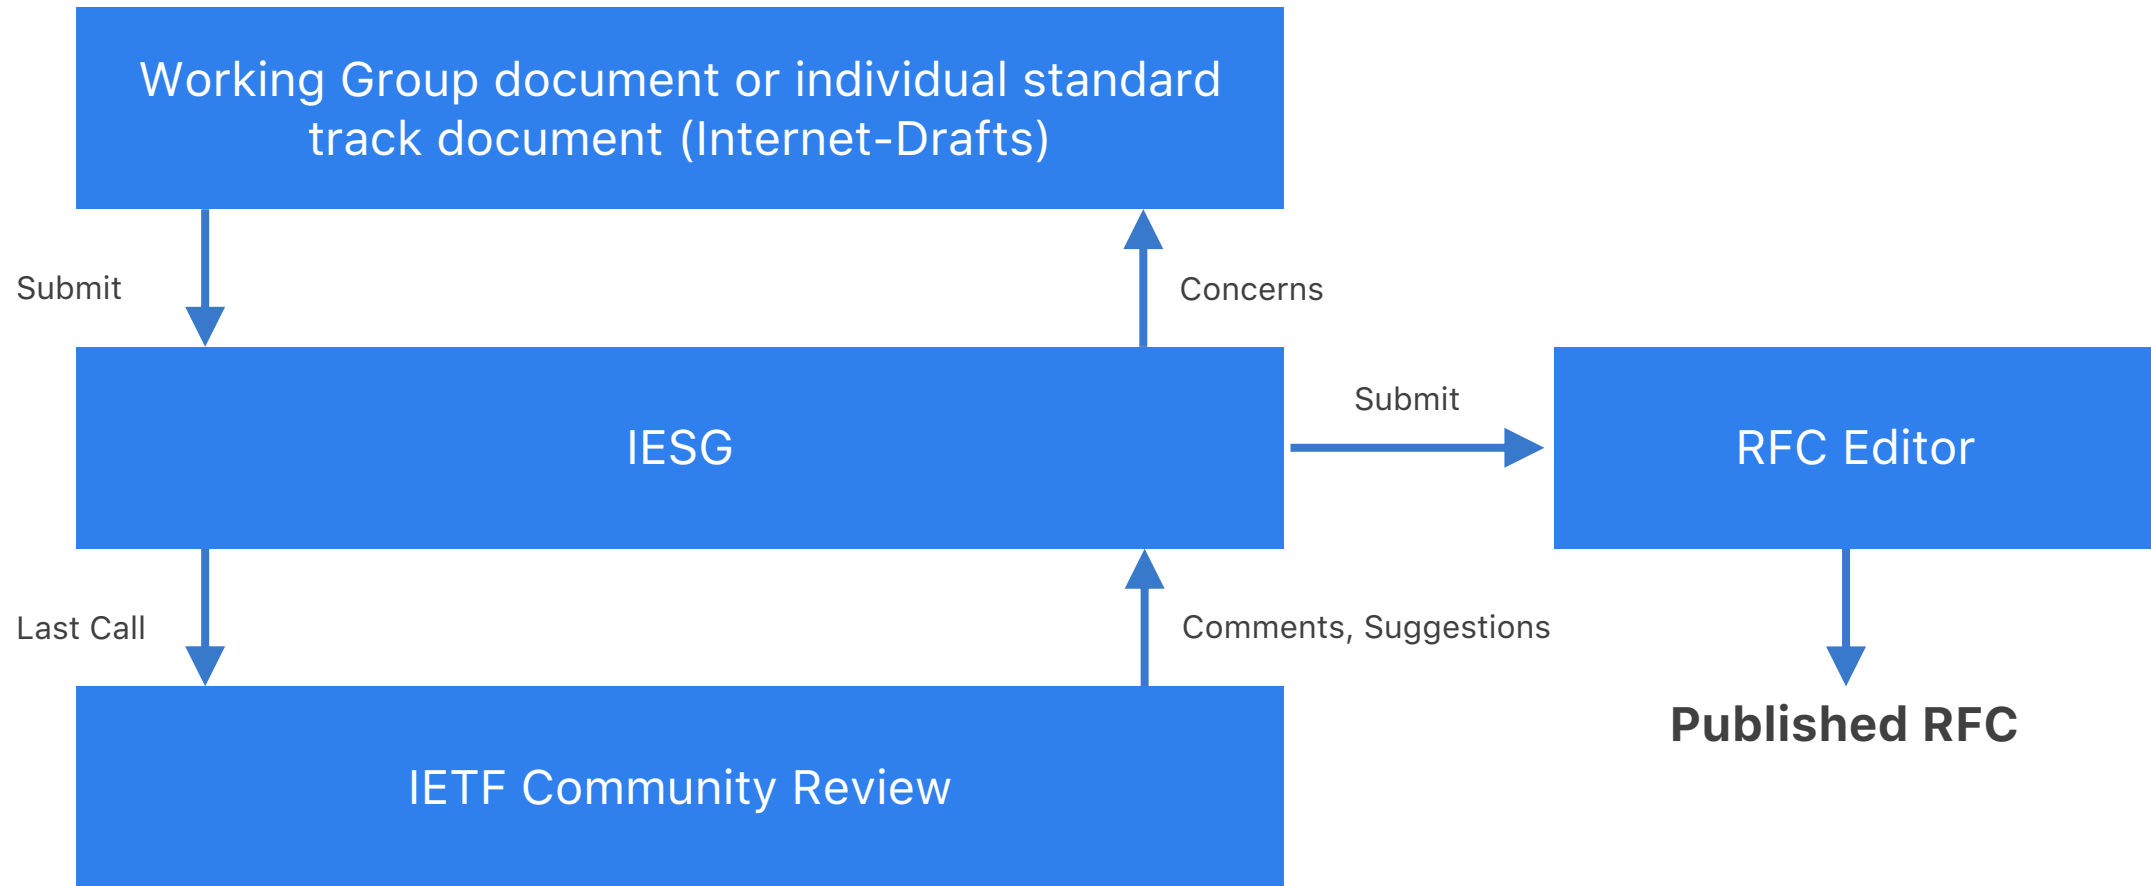 Working Group document or individual standard
track document (Internet-Drafts)
Submit
Concerns
IESG
Submit
RFC Editor
Last Call
Comments, Suggestions
Published RFC
IETF Community Review